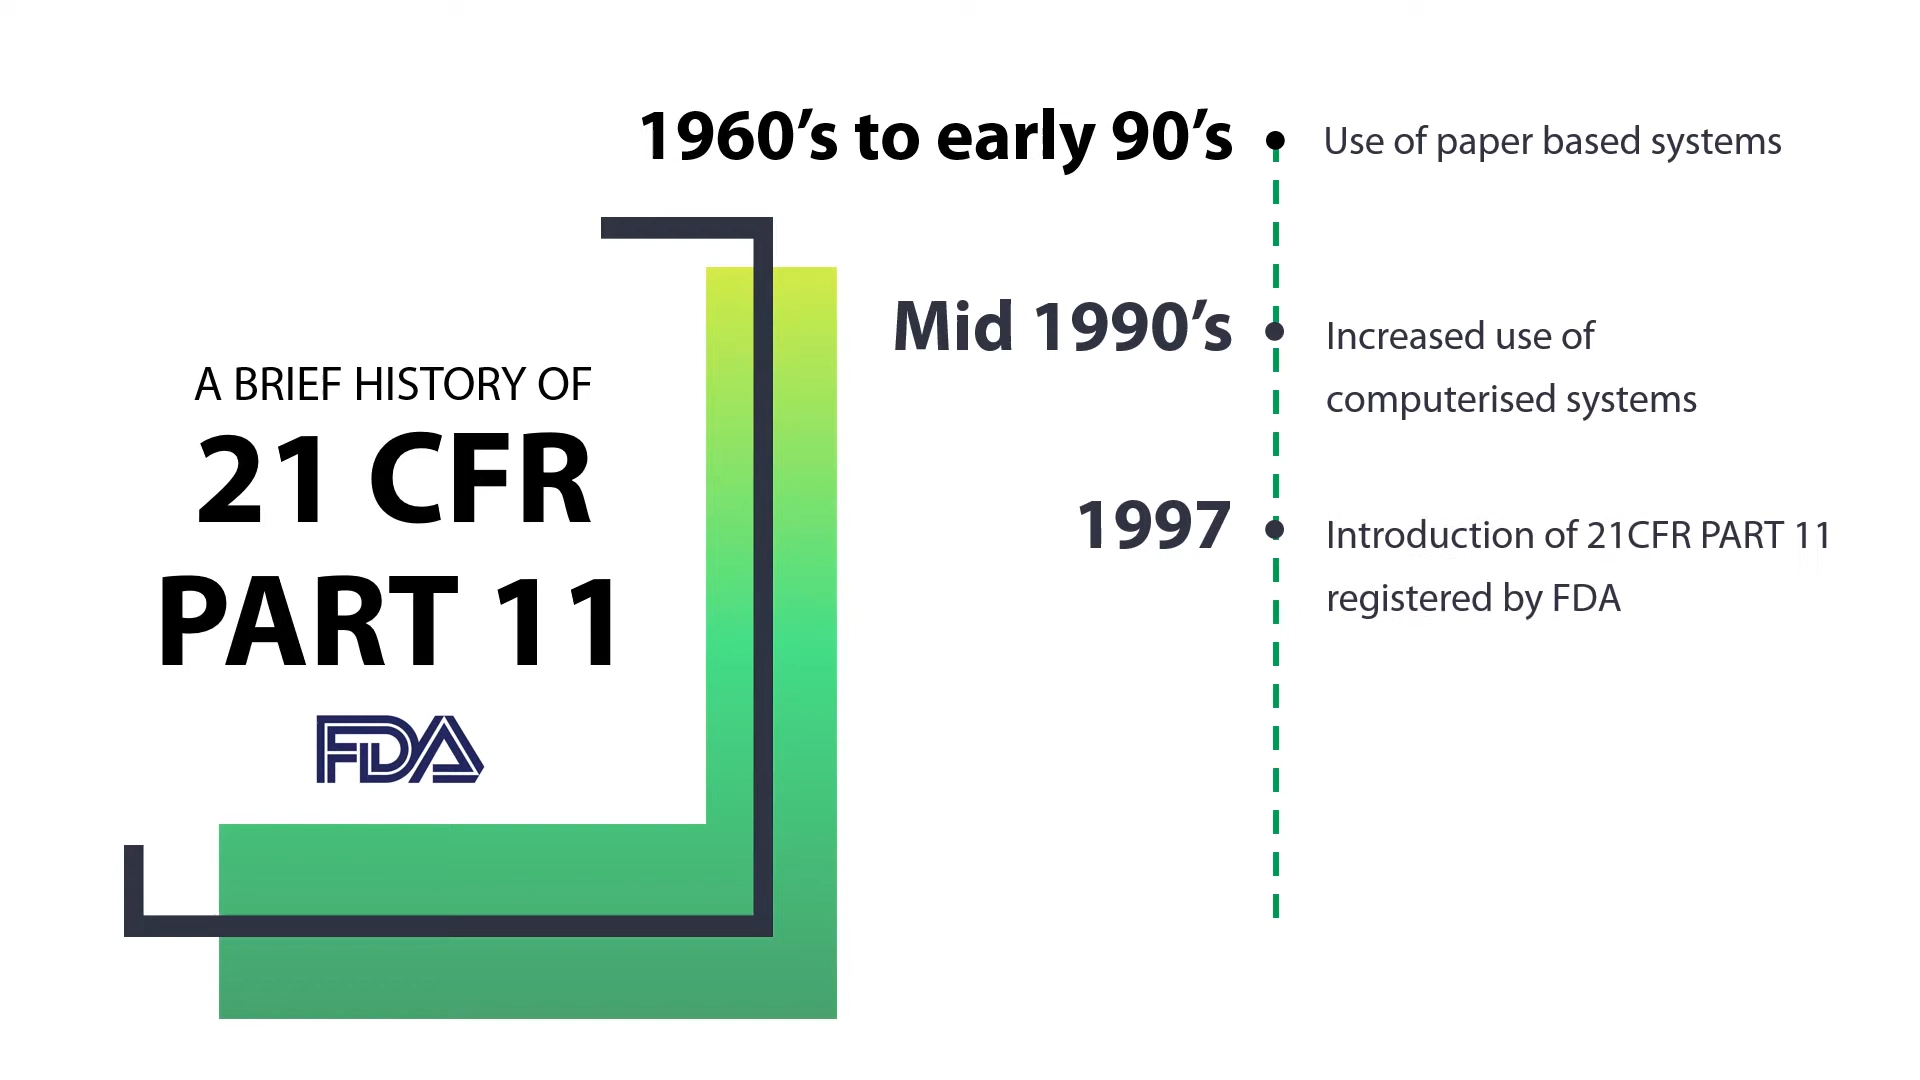 A BRIEF HISTORY OF
21 CFR
PART 11
FDA
1960’s to early 90’s
Use of paper based systems
Mid 1990’s
Increased use of
computerised systems
1997
Introduction of 21CFR PART 11
registered by FDA